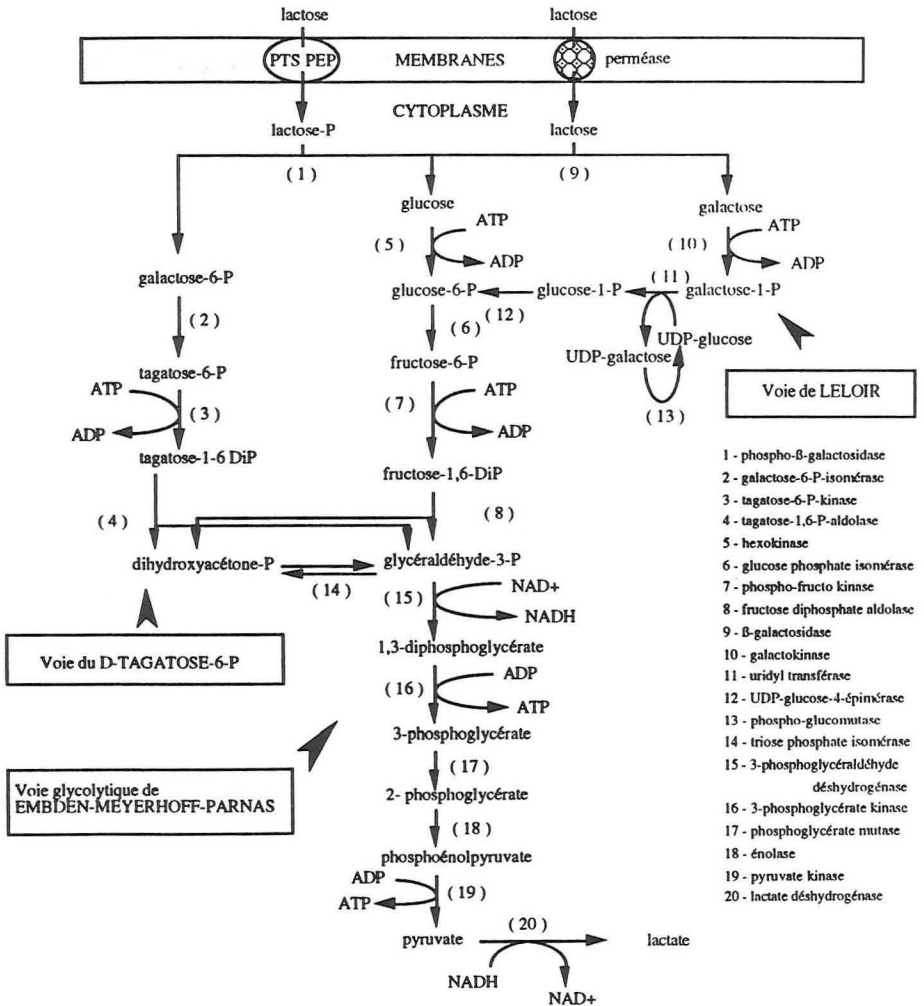 lactose
lactose
PTS PEP
MEMBRANES
perméase
CYTOPLASME
lactose-P
lactose
( 1 )
( 9 )
glucose
galactose
ATP
ATP
( 5 )
( 10 )
ADP
ADP
galactose-6-P
( 11 )
glucose-6-P
glucose-1-P
galactose-1-P
( 12 )
( 2 )
( 6 )
UDP-glucose
fructose-6-P
UDP-galactose
tagatose-6-P
ATP
ATP
( 3 )
( 7 )
( 13 )
Voie de LELOIR
ADP
ADP
tagatose-1-6 DiP
fructose-1,6-DiP
( 4 )
( 8 )
dihydroxyacétone-P
glycéraldéhyde-3-P
( 14 )
( 15 )
NAD+
NADH
Voie du D-TAGATOSE-6-P
1,3-diphosphoglycérate
( 16 )
ADP
ATP
3-phosphoglycérate
( 17 )
Voie glycolytique de
EMBDEN-MEYERHOFF-PARNAS
2- phosphoglycérate
( 18 )
phosphoénolpyruvate
ADP
ATP
( 19 )
( 20 )
pyruvate
lactate
NADH
NAD+
1 - phospho-ß-galactosidase
2 - galactose-6-P-isomérase
3 - tagatose-6-P-kinase
4 - tagatose-1,6-P-aldolase
5 - hexokinase
6 - glucose phosphate isomérase
7 - phospho-fructo kinase
8 - fructose diphosphate aldolase
9 - ß-galactosidase
10 - galactokinase
11 - uridyl transférase
12 - UDP-glucose-4-épimérase
13 - phospho-glucomutase
14 - triose phosphate isomérase
15 - 3-phosphoglycéraldéhyde
déshydrogénase
16 - 3-phosphoglycérate kinase
17 - phosphoglycérate mutase
18 - énolase
19 - pyruvate kinase
20 - lactate déshydrogénase